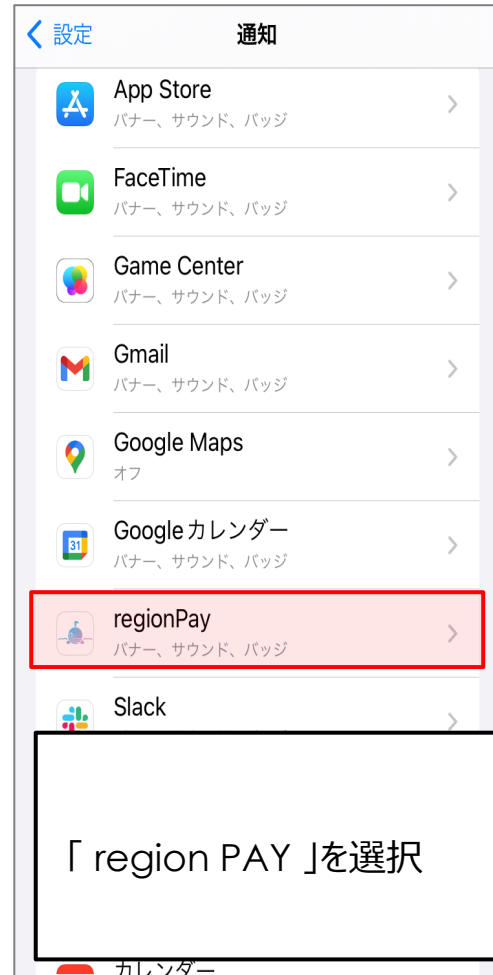 設定
通知
App Store
バナー、サウンド、バッジ
FaceTime
バナー、サウンド、バッジ
Game Center
バナー、サウンド、バッジ
Gmail
バナー、サウンド、バッジ
Google Maps
オフ
31
Googleカレンダー
バナー、サウンド、バッジ
regionPay
バナー、サウンド、バッジ
Slack
「 region PAY 」を選択
カレンダー